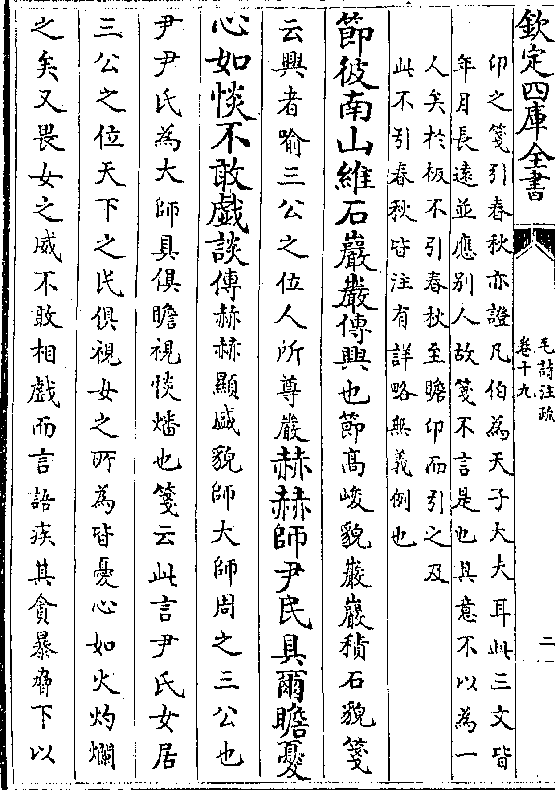 欽定四庫全書
毛詩注疏
卷十九
二
卬之箋引春秋亦證凡伯為天子大夫耳此三文皆
年月長遠並應别人故箋不言是也其意不以為一
人矣於板不引春秋至瞻卬而引之及
此不引春秋皆注有詳略無義例也
節彼南山維石巖巖傳興也節高峻貌巖巖積石貌箋
云興者喻三公之位人所尊嚴赫赫師尹民具爾瞻憂
心如惔不敢戲談傳赫赫顯盛貌師大師周之三公也
尹尹氏為大師具俱瞻視惔燔也箋云此言尹氏女居
三公之位天下之民俱視女之所為皆憂心如火灼爛
之矣又畏女之威不敢相戲而言語疾其貪暴脅下以